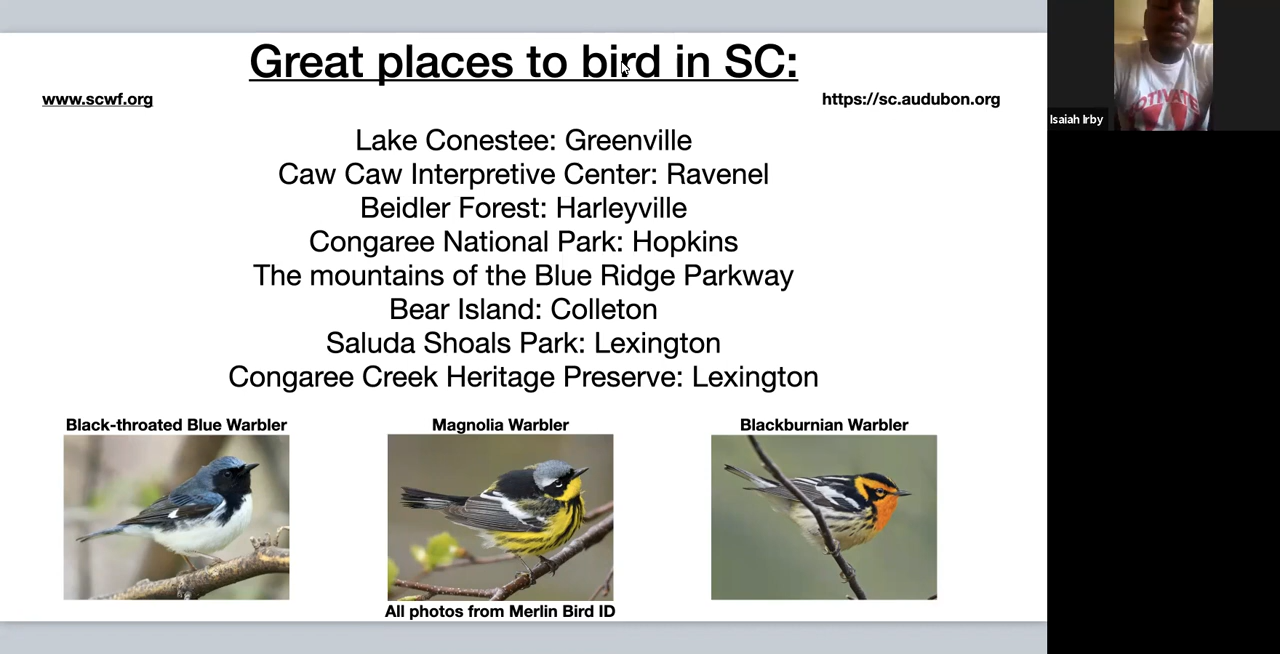 Great places to bird in SC:
www.scwf.org
https://sc.audubon.org
Lake Conestee: Greenville
Caw Caw Interpretive Center: Ravenel
Beidler Forest: Harleyville
Congaree National Park: Hopkins
The mountains of the Blue Ridge Parkway
Bear Island: Colleton
Saluda Shoals Park: Lexington
Congaree Creek Heritage Preserve: Lexington
Black-throated Blue Warbler
Magnolia Warbler
Blackburnian Warbler
All photos from Merlin Bird ID
OTIVATE
Isaiah Irby